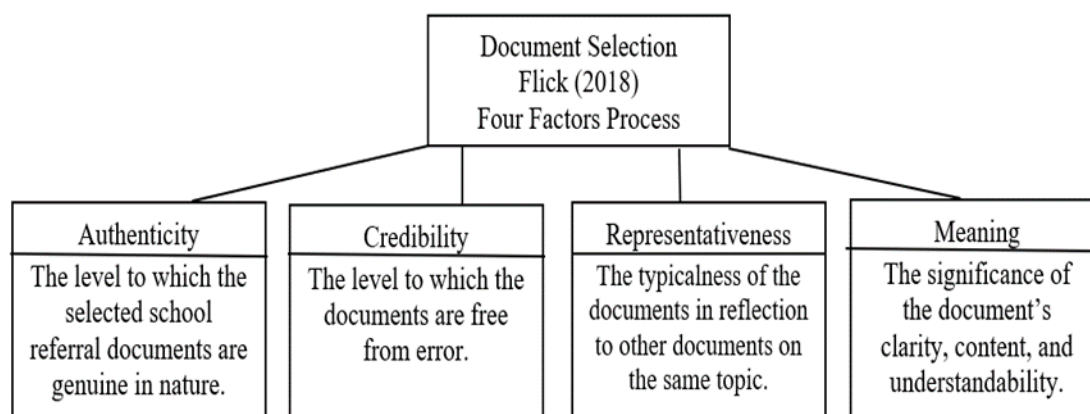 Document Selection
Flick (2018)
Four Factors Process
Authenticity
The level to which the
selected school
referral documents are
genuine in nature.
Credibility
The level to which the
documents are free
from error.
Representativeness
The typicalness of the
documents in reflection
to other documents on
the same topic.
Meaning
The significance of
the document’s
clarity, content, and
understandability.